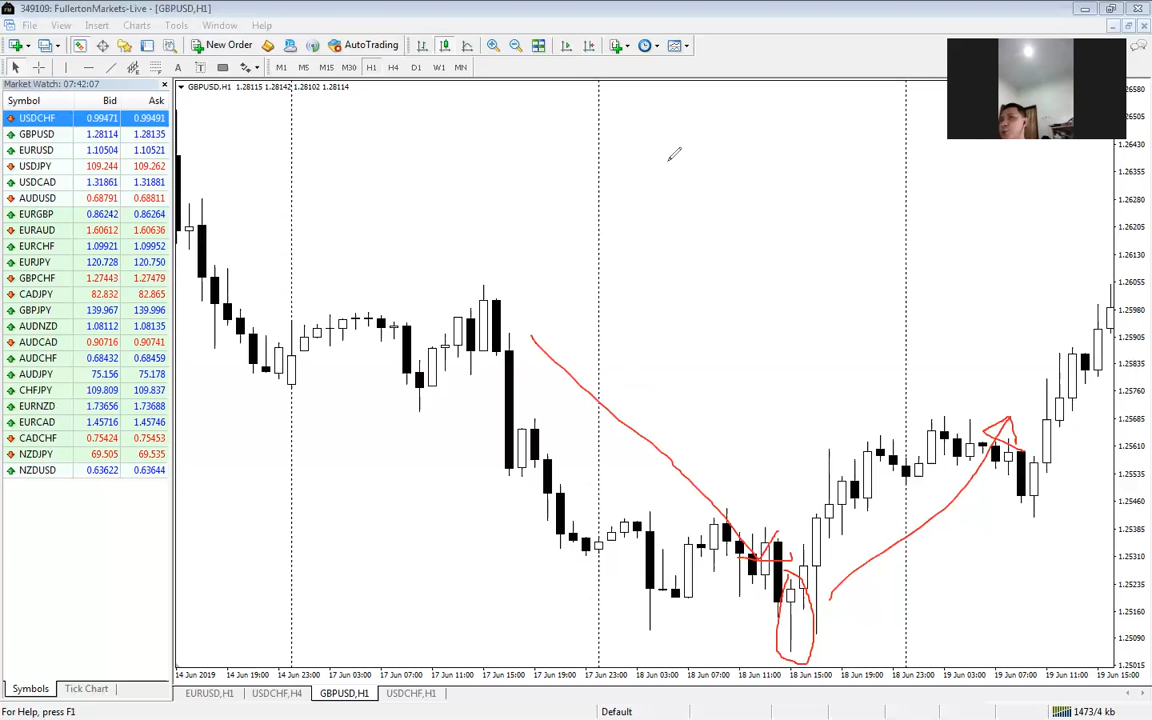 349109: FullertonMarkets-Live - [GBPUSD,H1]
File View Insert Charts Tools Window Help
New Order AutoTrading
A T M1 M5 M15 M30 H1 H4 D1 W1 MN
Market Watch: 07:42:07
Symbol Bid Ask
USDCHF 0.99471 0.99491
GBPUSD 1.28114 1.28135
EURUSD 1.10504 1.10521
USDJPY 109.244 109.262
USDCAD 1.31861 1.31881
AUDUSD 0.68791 0.68811
EURGBP 0.86242 0.86264
EURAUD 1.60612 1.60636
EURCHF 1.09921 1.09952
EURJPY 120.728 120.750
GBPCHF 1.27443 1.27479
CADJPY 82.832 82.865
GBPJPY 139.967 139.996
AUDNZD 1.08112 1.08135
AUDCAD 0.90716 0.90741
AUDCHF 0.68432 0.68459
AUDJPY 75.156 75.178
CHFJPY 109.809 109.837
EURNZD 1.73656 1.73688
EURCAD 1.45716 1.45746
CADCHF 0.75424 0.75453
NZDJPY 69.505 69.535
NZDUSD 0.63622 0.63644
Symbols Tick Chart
GBPUSD,H1 1.28115 1.28142 1.28102 1.28114
1.26580
1.26505
1.26430
1.26355
1.26280
1.26205
1.26130
1.26055
1.25980
1.25905
1.25835
1.25760
1.25685
1.25610
1.25535
1.25460
1.25385
1.25310
1.25235
1.25160
1.25090
1.25015
14 Jun 2019 14 Jun 19:00 14 Jun 23:00 17 Jun 03:00 17 Jun 07:00 17 Jun 11:00 17 Jun 15:00 17 Jun 19:00 17 Jun 23:00 18 Jun 03:00 18 Jun 07:00 18 Jun 11:00 18 Jun 15:00 18 Jun 19:00 18 Jun 23:00 19 Jun 03:00 19 Jun 07:00 19 Jun 11:00 19 Jun 15:00
EURUSD,H1 USDCHF,H4 GBPUSD,H1 USDCHF,H1
For Help, press F1 Default 1473/4 kb